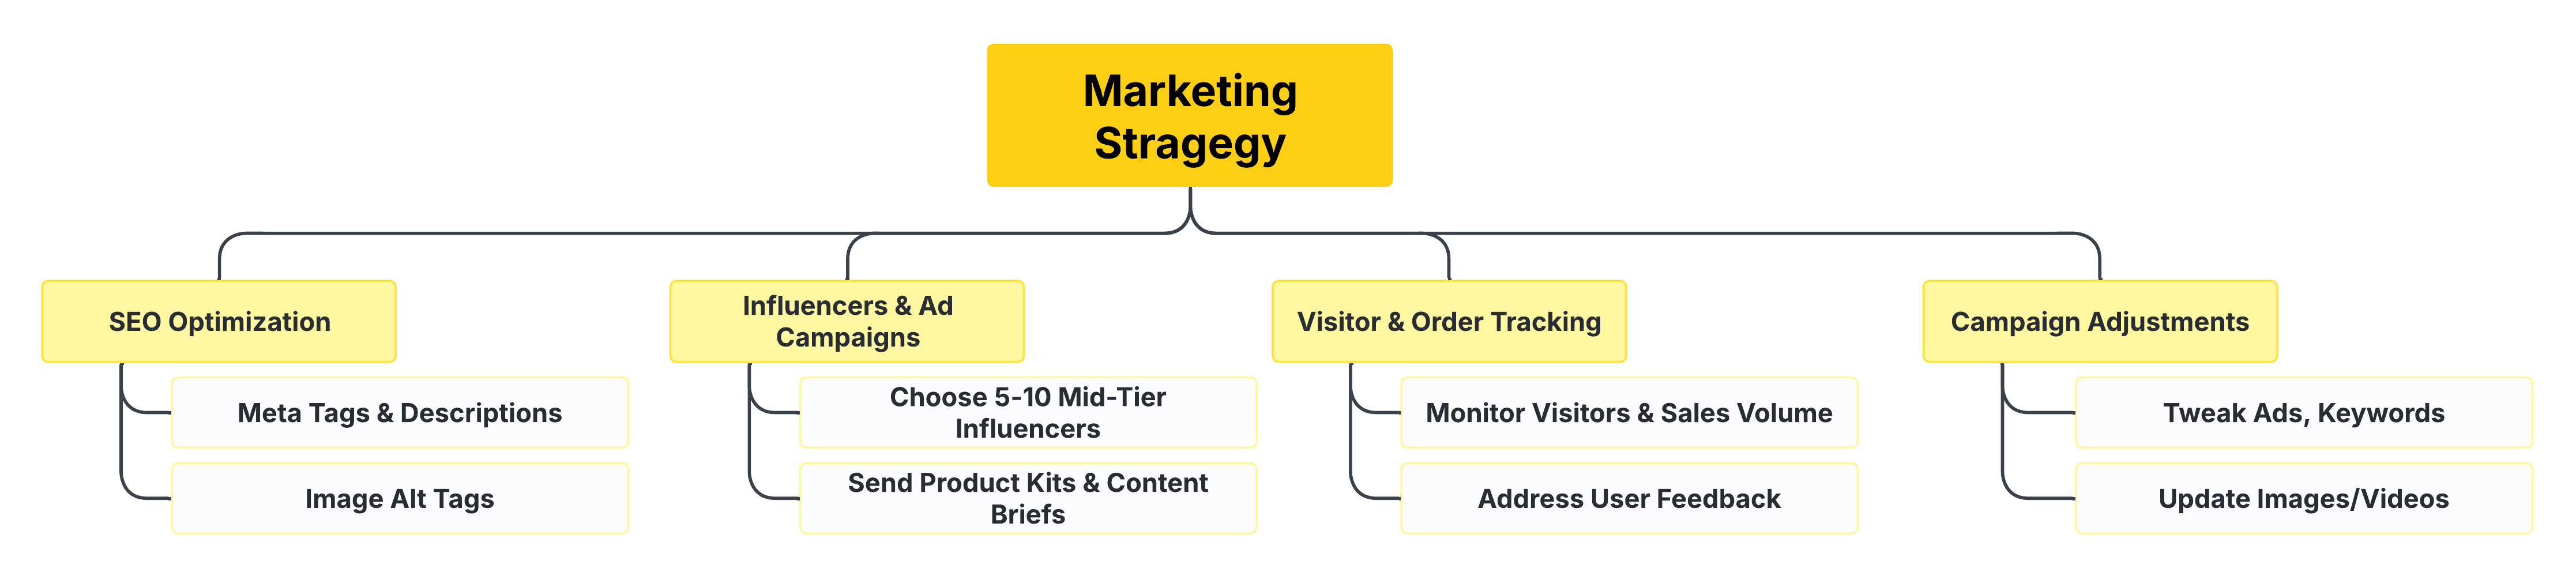 Marketing
Stragegy
SEO Optimization
Influencers & Ad
Campaigns
Visitor & Order Tracking
Campaign Adjustments
Meta Tags & Descriptions
Image Alt Tags
Choose 5-10 Mid-Tier
Influencers
Send Product Kits & Content
Briefs
Monitor Visitors & Sales Volume
Address User Feedback
Tweak Ads, Keywords
Update Images/Videos